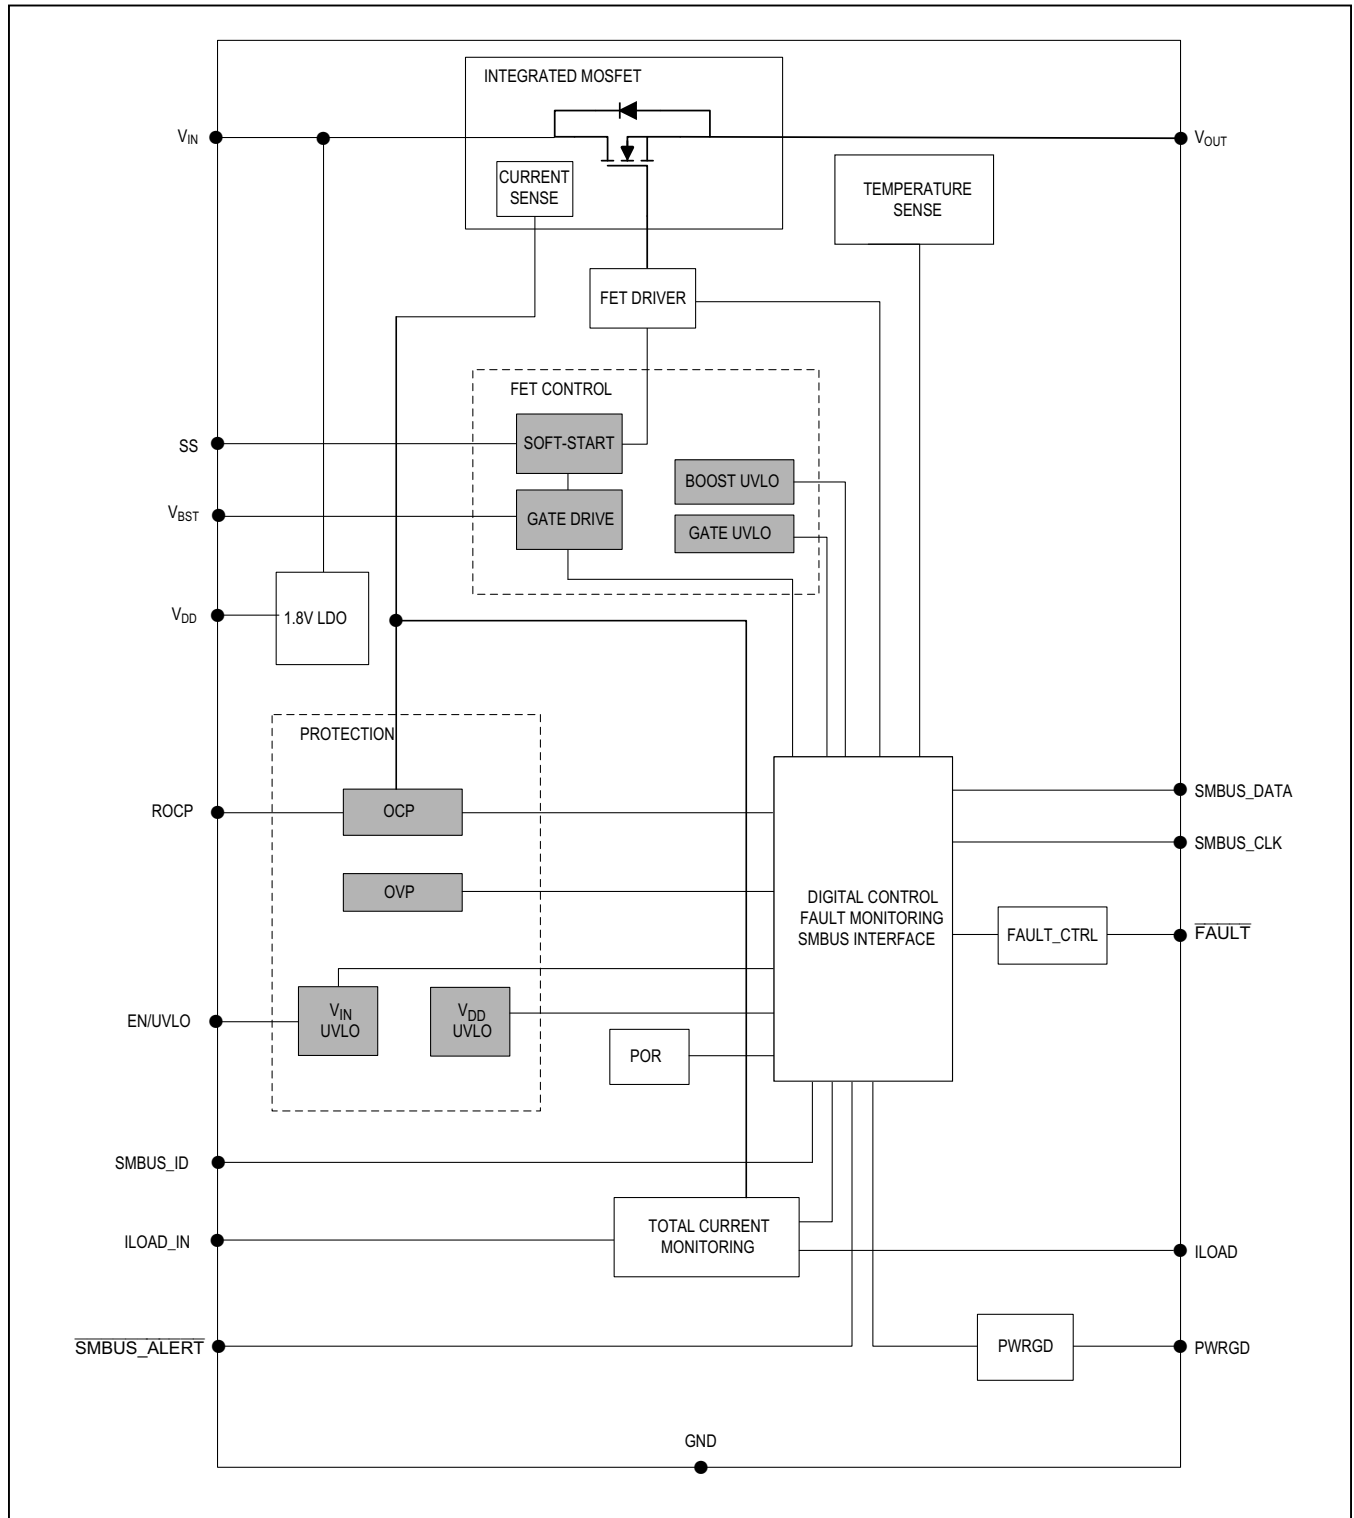 INTEGRATED MOSFET
VIN
VOUT
CURRENT
SENSE
TEMPERATURE
SENSE
FET DRIVER
FET CONTROL
SS
SOFT-START
BOOST UVLO
VBST
GATE DRIVE
GATE UVLO
VDD
1.8V LDO
PROTECTION
ROCP
OCP
SMBUS_DATA
SMBUS_CLK
OVP
DIGITAL CONTROL
FAULT MONITORING
SMBUS INTERFACE
FAULT_CTRL
FAULT
EN/UVLO
VIN
UVLO
VDD
UVLO
POR
SMBUS_ID
ILOAD_IN
TOTAL CURRENT
MONITORING
ILOAD
SMBUS_ALERT
PWRGD
PWRGD
GND